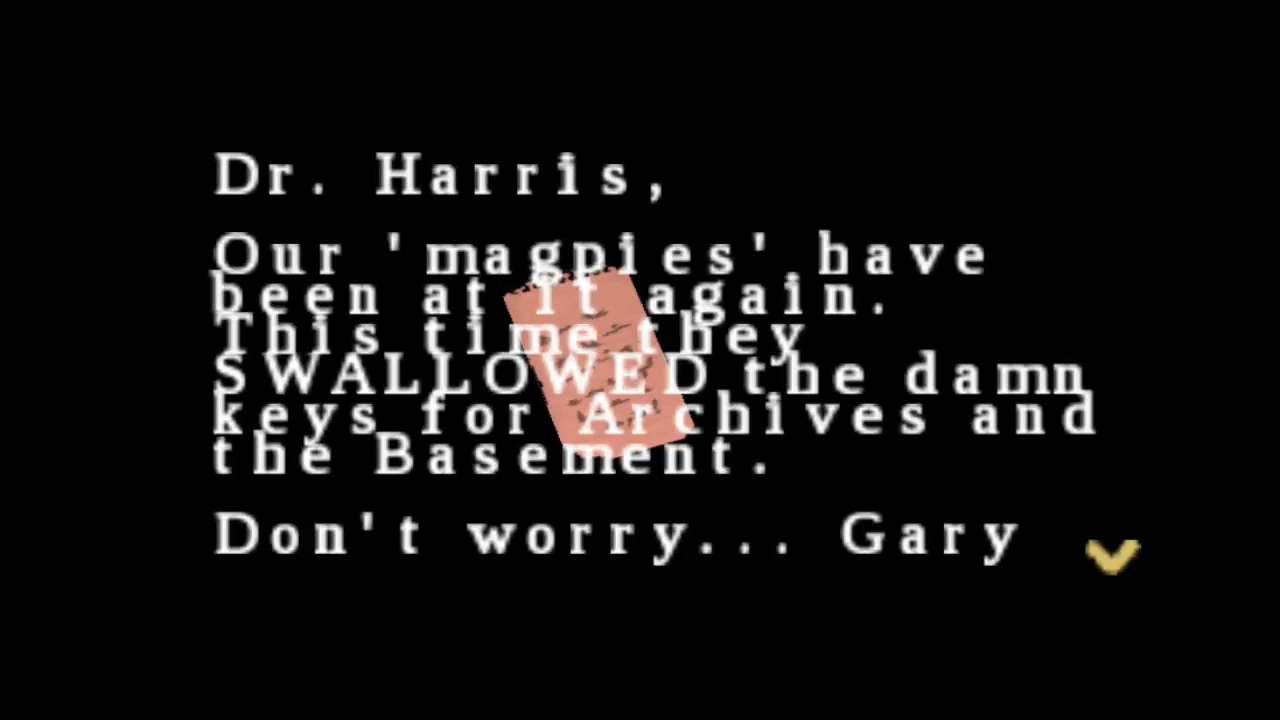 Dr. Harris,
Our 'magpies' have
been at it again.
This time they
SWALLOWED the damn
keys for Archives and
the Basement.
Don't worry... Gary